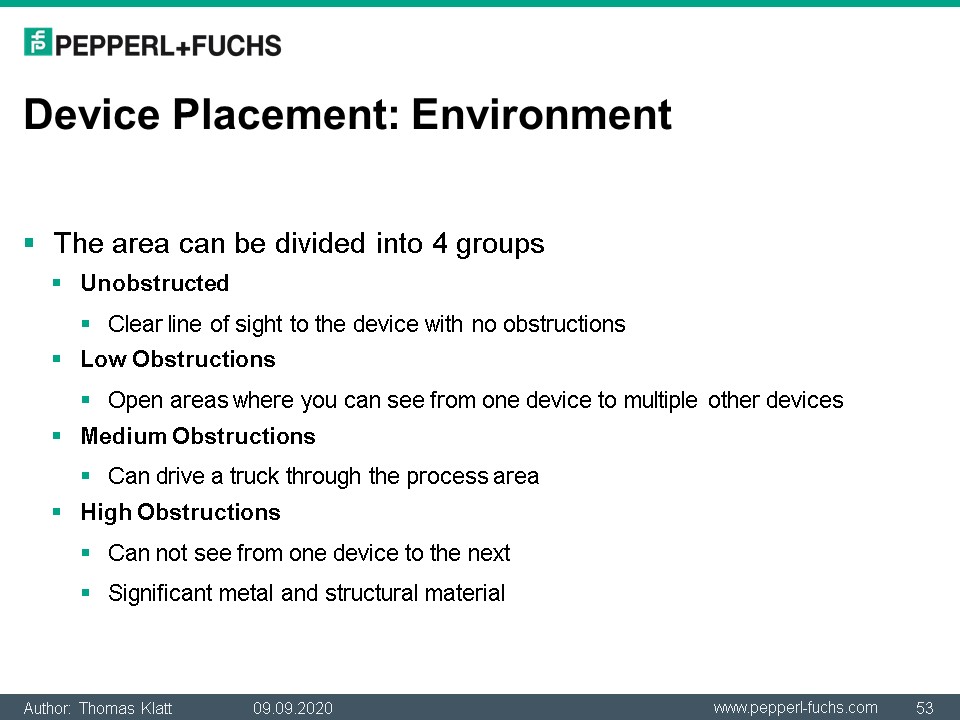 PEPPERL+FUCHS
Device Placement: Environment
The area can be divided into 4 groups
Unobstructed
Clear line of sight to the device with no obstructions
Low Obstructions
Open areas where you can see from one device to multiple other devices
Medium Obstructions
Can drive a truck through the process area
High Obstructions
Can not see from one device to the next
Significant metal and structural material
Author: Thomas Klatt 09.09.2020 www.pepperl-fuchs.com 53